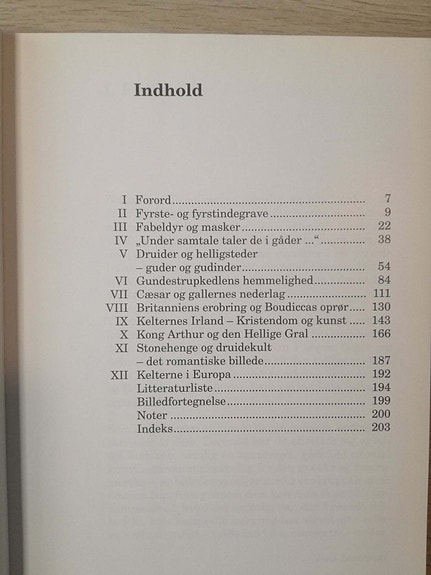 Indhold
I Forord........................................................ 7
II Fyrste- og fyrstindegrave............................ 9
III Fabeldyr og masker..................................... 22
IV „Under samtale taler de i gåder ...“............. 38
V Druider og helligsteder
– guder og gudinder..................................... 54
VI Gundestrupkedlens hemmelighed.............. 84
VII Cæsar og gallernes nederlag....................... 111
VIII Britanniens erobring og Boudiccas oprør.... 130
IX Kelternes Irland – Kristendom og kunst..... 143
X Kong Arthur og den Hellige Gral................ 166
XI Stonehenge og druidekult
– det romantiske billede............................... 187
XII Kelterne i Europa........................................ 192
Litteraturliste.............................................. 194
Billedfortegnelse.......................................... 199
Noter............................................................ 200
Indeks.......................................................... 203